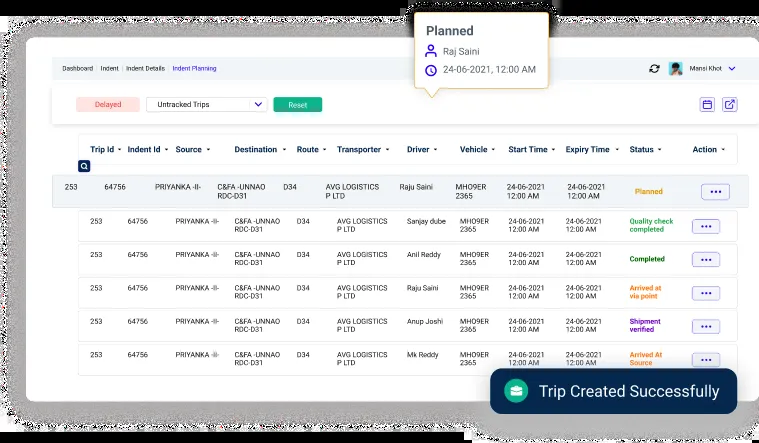 Planned
Raj Saini
24-06-2021, 12:00 AM
Dashboard | Indent | Indent Details | Indent Planning
Mansi Khot
Delayed Untracked Trips Reset
Trip Id Indent Id Source Destination Route Transporter Driver Vehicle Start Time Expiry Time Status Action
253 64756 PRIYANKA -II- C&FA -UNNAO D34 AVG LOGISTICS Raju Saini MHO9ER 24-06-2021 24-06-2021 Planned
RDC-D31 P LTD 2365 12:00 AM 12:00 AM
253 64756 PRIYANKA -II- C&FA -UNNAO D34 AVG LOGISTICS Sanjay dube MHO9ER 24-06-2021 24-06-2021 Quality check
RDC-D31 P LTD 2365 12:00 AM 12:00 AM completed
253 64756 PRIYANKA -II- C&FA -UNNAO D34 AVG LOGISTICS Anil Reddy MHO9ER 24-06-2021 24-06-2021 Completed
RDC-D31 P LTD 2365 12:00 AM 12:00 AM
253 64756 PRIYANKA -II- C&FA -UNNAO D34 AVG LOGISTICS Raju Saini MHO9ER 24-06-2021 24-06-2021 Arrived at
RDC-D31 P LTD 2365 12:00 AM 12:00 AM via point
253 64756 PRIYANKA -II- C&FA -UNNAO D34 AVG LOGISTICS Anup Joshi MHO9ER 24-06-2021 24-06-2021 Shipment
RDC-D31 P LTD 2365 12:00 AM 12:00 AM verified
253 64756 PRIYANKA -II- C&FA -UNNAO D34 AVG LOGISTICS Mk Reddy MHO9ER 24-06-2021 24-06-2021 Arrived At
RDC-D31 P LTD 2365 12:00 AM 12:00 AM Source
Trip Created Successfully